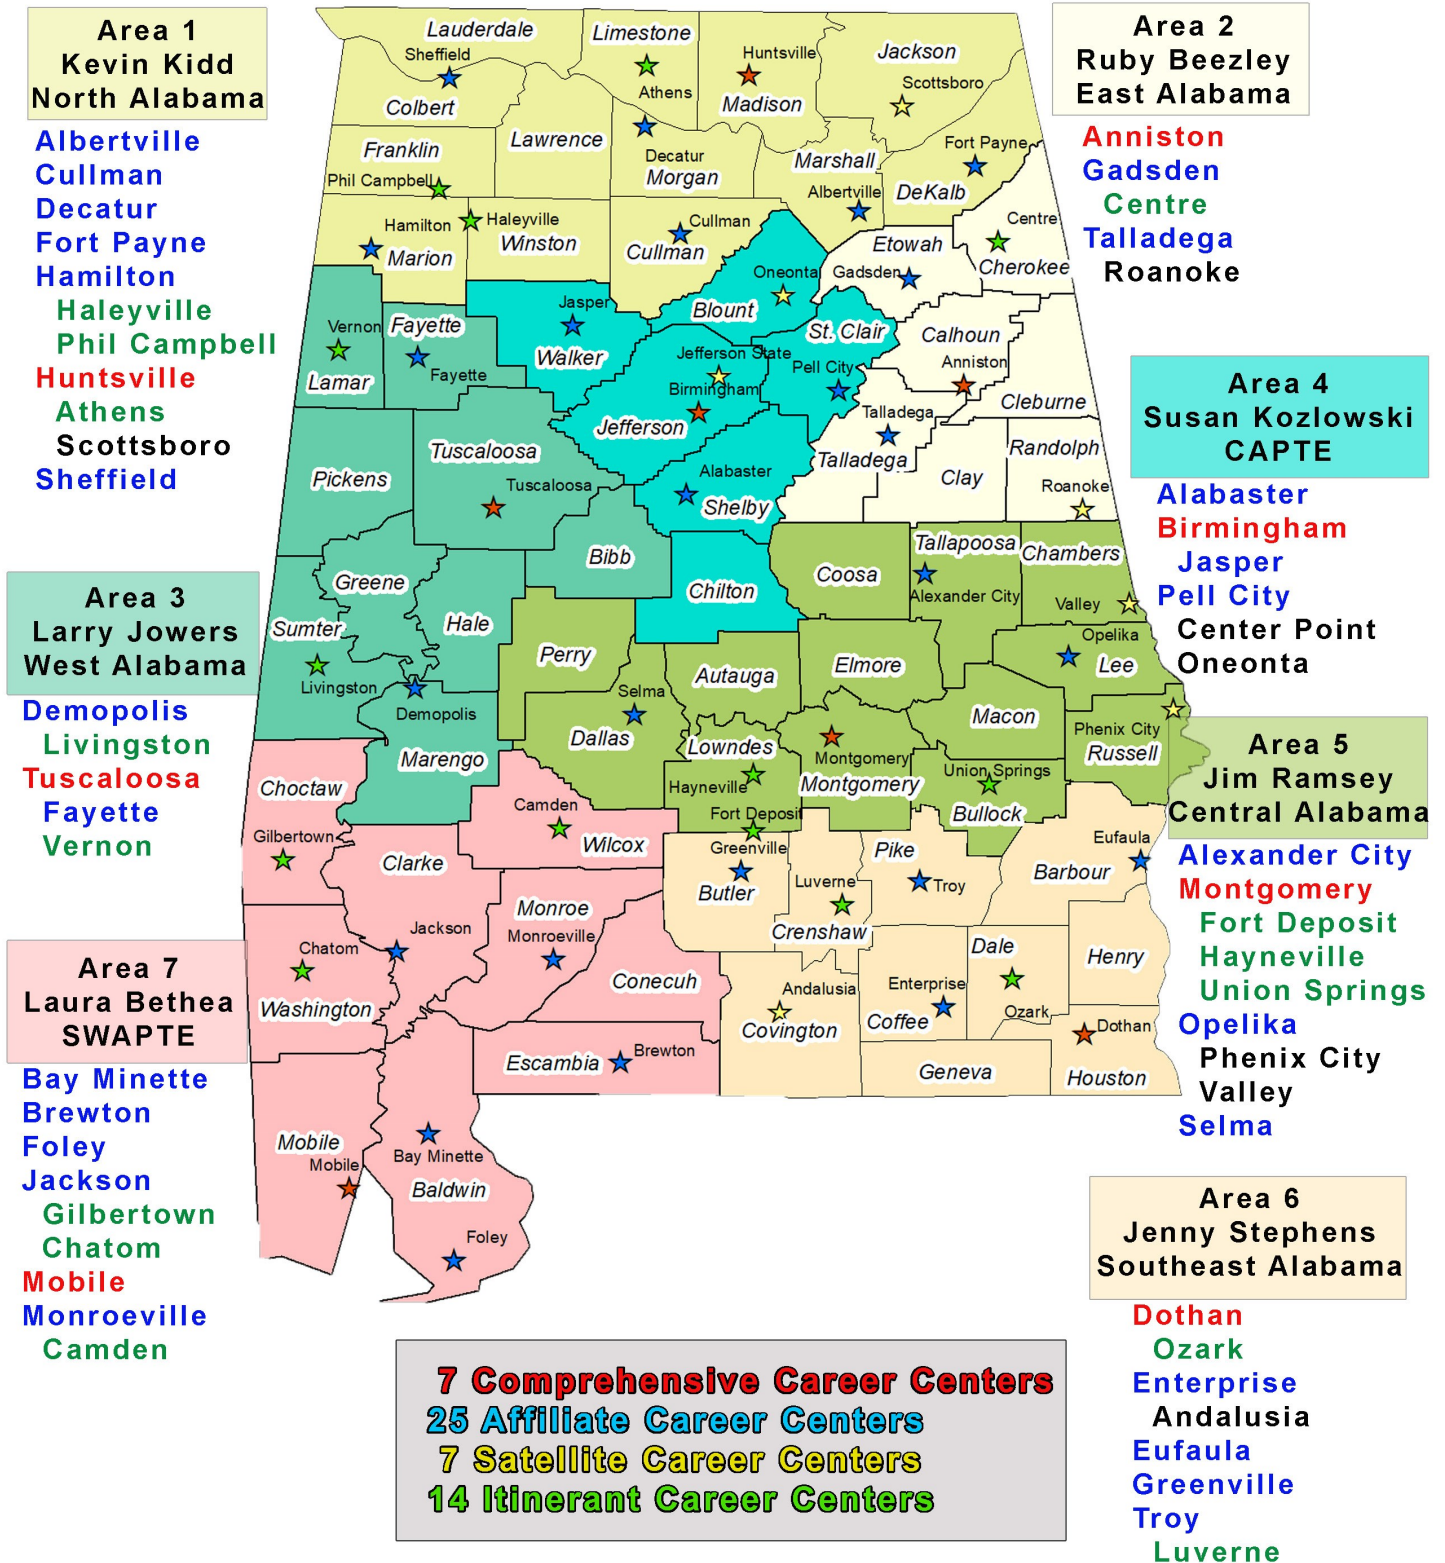 Area 1
Kevin Kidd
North Alabama
Albertville
Cullman
Decatur
Fort Payne
Hamilton
Haleyville
Phil Campbell
Huntsville
Athens
Scottsboro
Sheffield
Area 2
Ruby Beezley
East Alabama
Anniston
Gadsden
Centre
Talladega
Roanoke
Area 4
Susan Kozlowski
CAPTE
Alabaster
Birmingham
Jasper
Pell City
Center Point
Oneonta
Area 3
Larry Jowers
West Alabama
Demopolis
Livingston
Tuscaloosa
Fayette
Vernon
Area 5
Jim Ramsey
Central Alabama
Alexander City
Montgomery
Fort Deposit
Hayneville
Union Springs
Opelika
Phenix City
Valley
Selma
Area 7
Laura Bethea
SWAPTE
Bay Minette
Brewton
Foley
Jackson
Gilbertown
Chatom
Mobile
Monroeville
Camden
Area 6
Jenny Stephens
Southeast Alabama
Dothan
Ozark
Enterprise
Andalusia
Eufaula
Greenville
Troy
Luverne
Lauderdale
Sheffield
Colbert
Limestone
Athens
Huntsville
Madison
Jackson
Scottsboro
Franklin
Phil Campbell
Lawrence
Decatur
Morgan
Marshall
Albertville
Fort Payne
DeKalb
Hamilton
Marion
Haleyville
Winston
Cullman
Cullman
Etowah
Gadsden
Centre
Cherokee
Vernon
Lamar
Fayette
Fayette
Jasper
Walker
Oneonta
Blount
St. Clair
Pell City
Jefferson State
Birmingham
Jefferson
Calhoun
Anniston
Cleburne
Talladega
Talladega
Randolph
Clay
Roanoke
Pickens
Tuscaloosa
Tuscaloosa
Alabaster
Shelby
Bibb
Greene
Hale
Sumter
Livingston
Demopolis
Marengo
Chilton
Coosa
Tallapoosa
Alexander City
Chambers
Valley
Opelika
Lee
Perry
Selma
Dallas
Autauga
Elmore
Macon
Phenix City
Russell
Lowndes
Hayneville
Fort Deposit
Montgomery
Montgomery
Union Springs
Bullock
Choctaw
Gilbertown
Clarke
Camden
Wilcox
Greenville
Butler
Luverne
Crenshaw
Pike
Troy
Eufaula
Barbour
Monroe
Monroeville
Jackson
Chatom
Washington
Conecuh
Andalusia
Covington
Enterprise
Coffee
Dale
Ozark
Henry
Dothan
Houston
Geneva
Escambia
Brewton
Mobile
Mobile
Bay Minette
Baldwin
Foley
7 Comprehensive Career Centers
25 Affiliate Career Centers
7 Satellite Career Centers
14 Itinerant Career Centers